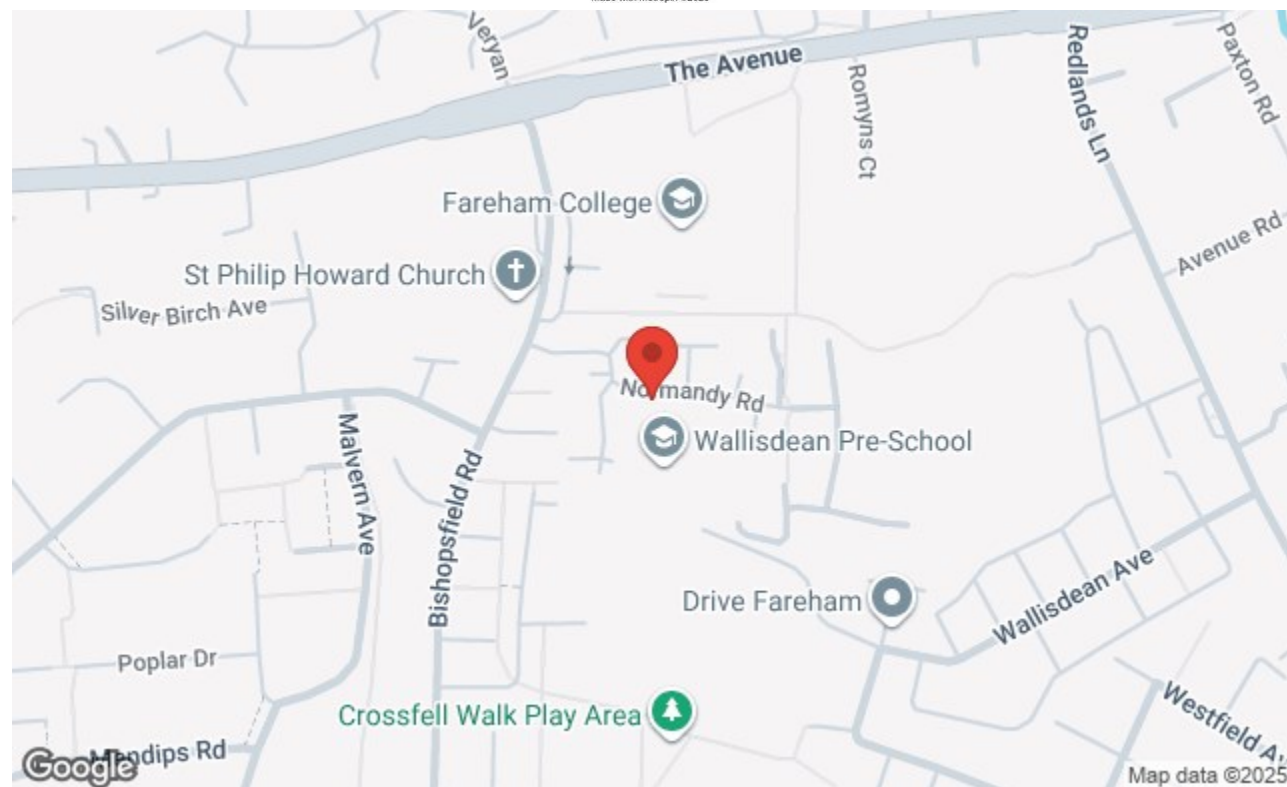 Veryan
The Avenue
Romyns Ct
Redlands Ln
Paxton Rd
Fareham College
Avenue Rd
St Philip Howard Church
Silver Birch Ave
Normandy Rd
Wallisdean Pre-School
Malvern Ave
Bishopsfield Rd
Drive Fareham
Wallisdean Ave
Poplar Dr
Crossfell Walk Play Area
Westfield Av
Mendips Rd
Google
Map data ©2025